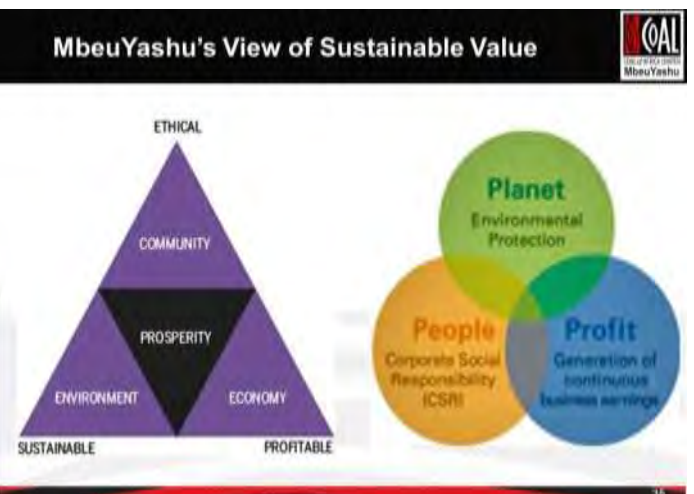 MbeuYashu's View of Sustainable Value
COAL
MbeuYashu
ETHICAL
COMMUNITY
PROSPERITY
ENVIRONMENT
ECONOMY
SUSTAINABLE
PROFITABLE
Planet
Environmental
Protection
People
Corporate Social
Responsibility
(CSR)
Profit
Generation of
continuous
business earnings